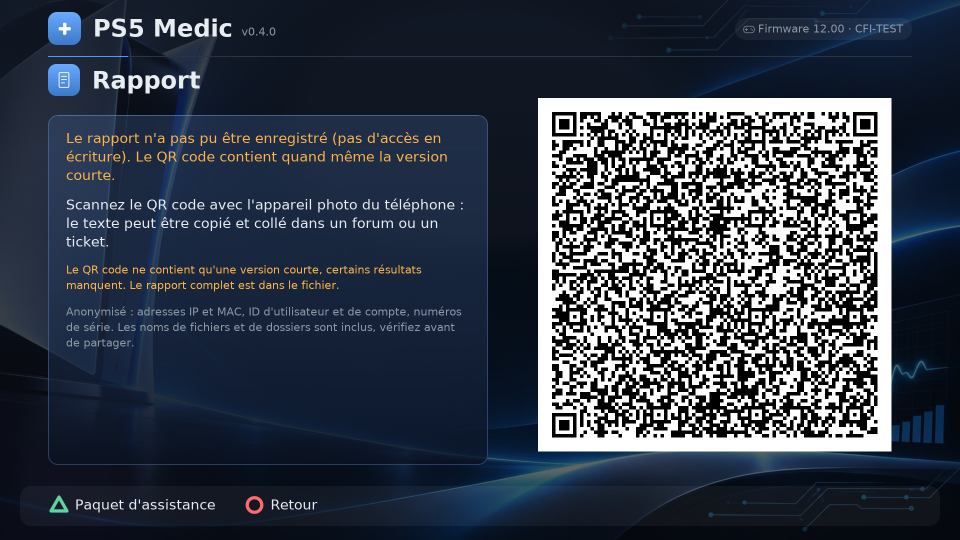 PS5 Medic v0.4.0
Firmware 12.00 · CFI-TEST
Rapport
Le rapport n'a pas pu être enregistré (pas d'accès en
écriture). Le QR code contient quand même la version
courte.
Scannez le QR code avec l'appareil photo du téléphone :
le texte peut être copié et collé dans un forum ou un
ticket.
Le QR code ne contient qu'une version courte, certains résultats
manquent. Le rapport complet est dans le fichier.
Anonymisé : adresses IP et MAC, ID d'utilisateur et de compte, numéros
de série. Les noms de fichiers et de dossiers sont inclus, vérifiez avant
de partager.
Paquet d'assistance
Retour